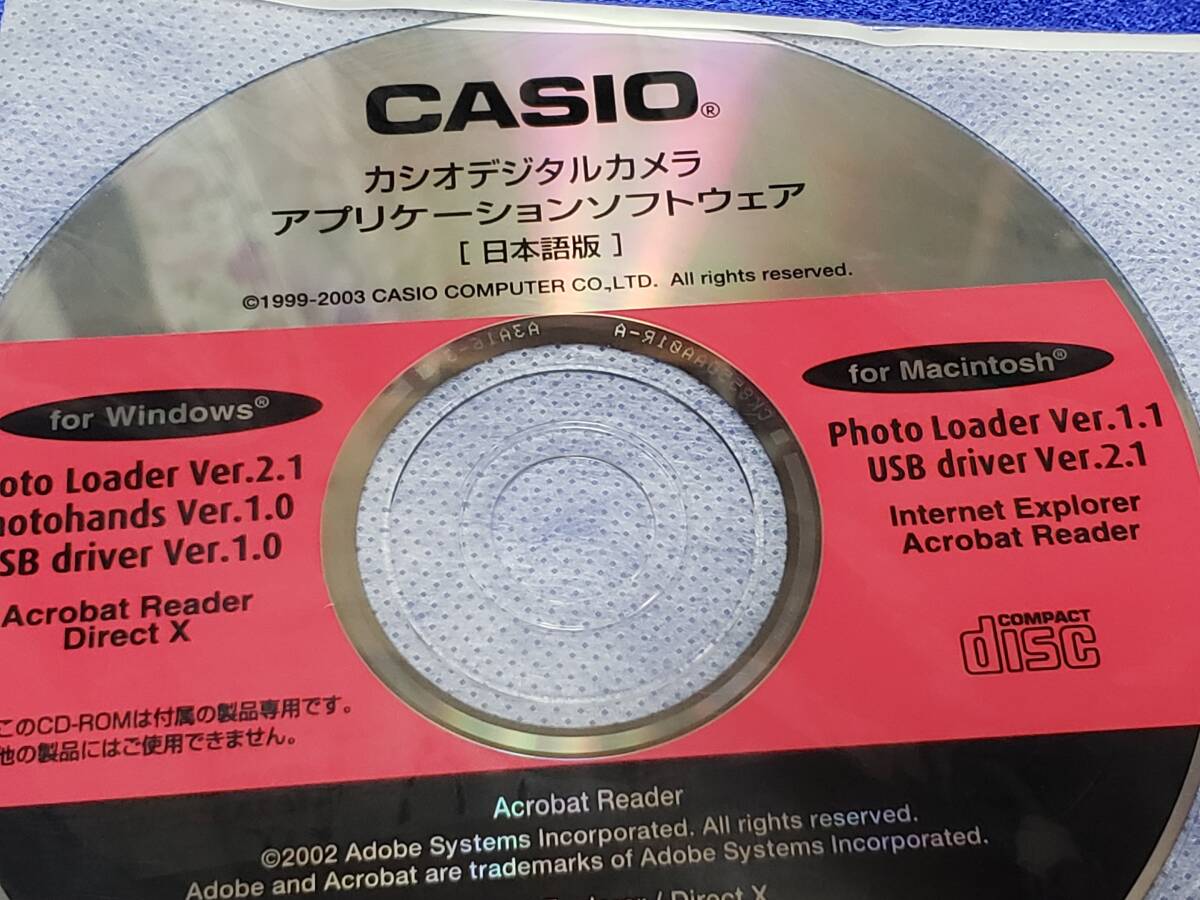 CASIO®
カシオデジタルカメラ
アプリケーションソフトウェア
[ 日本語版 ]
©1999-2003 CASIO COMPUTER CO.,LTD. All rights reserved.
for Windows®
oto Loader Ver.2.1
otohands Ver.1.0
SB driver Ver.1.0
Acrobat Reader
Direct X
このCD-ROMは付属の製品専用です。
他の製品にはご使用できません。
for Macintosh®
Photo Loader Ver.1.1
USB driver Ver.2.1
Internet Explorer
Acrobat Reader
COMPACT
disc
Acrobat Reader
©2002 Adobe Systems Incorporated. All rights reserved.
Adobe and Acrobat are trademarks of Adobe Systems Incorporated.
/ Direct X